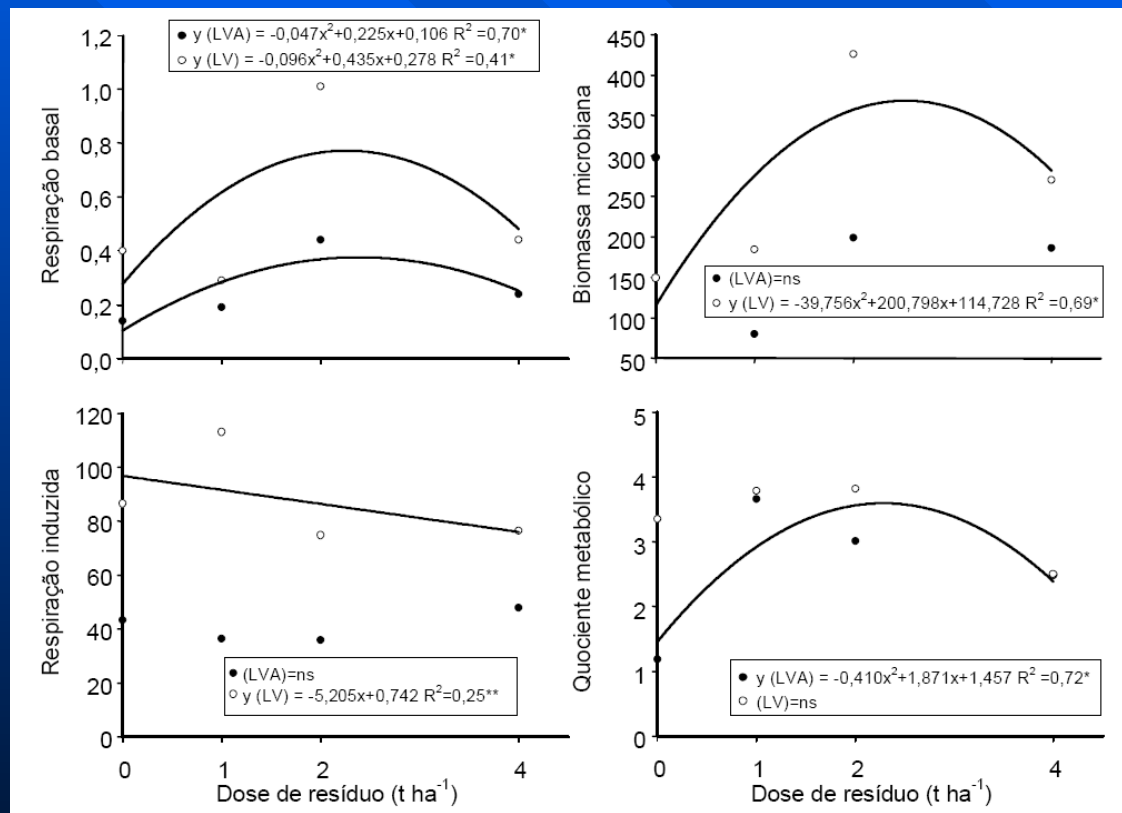 Respiração basal
1,2
1,0
0,8
0,6
0,4
0,2
0,0
● y (LVA) = -0,047x²+0,225x+0,106 R² =0,70*
○ y (LV) = -0,096x²+0,435x+0,278 R² =0,41*
Biomassa microbiana
450
400
350
300
250
200
150
100
50
● (LVA)=ns
○ y (LV) = -39,756x²+200,798x+114,728 R² =0,69*
Respiração induzida
120
100
80
60
40
20
0
● (LVA)=ns
○ y (LV) = -5,205x+0,742 R²=0,25**
0 1 2 4
Dose de resíduo (t ha⁻¹)
Quociente metabólico
5
4
3
2
1
0
● y (LVA) = -0,410x²+1,871x+1,457 R² =0,72*
○ (LV)=ns
0 1 2 4
Dose de resíduo (t ha⁻¹)